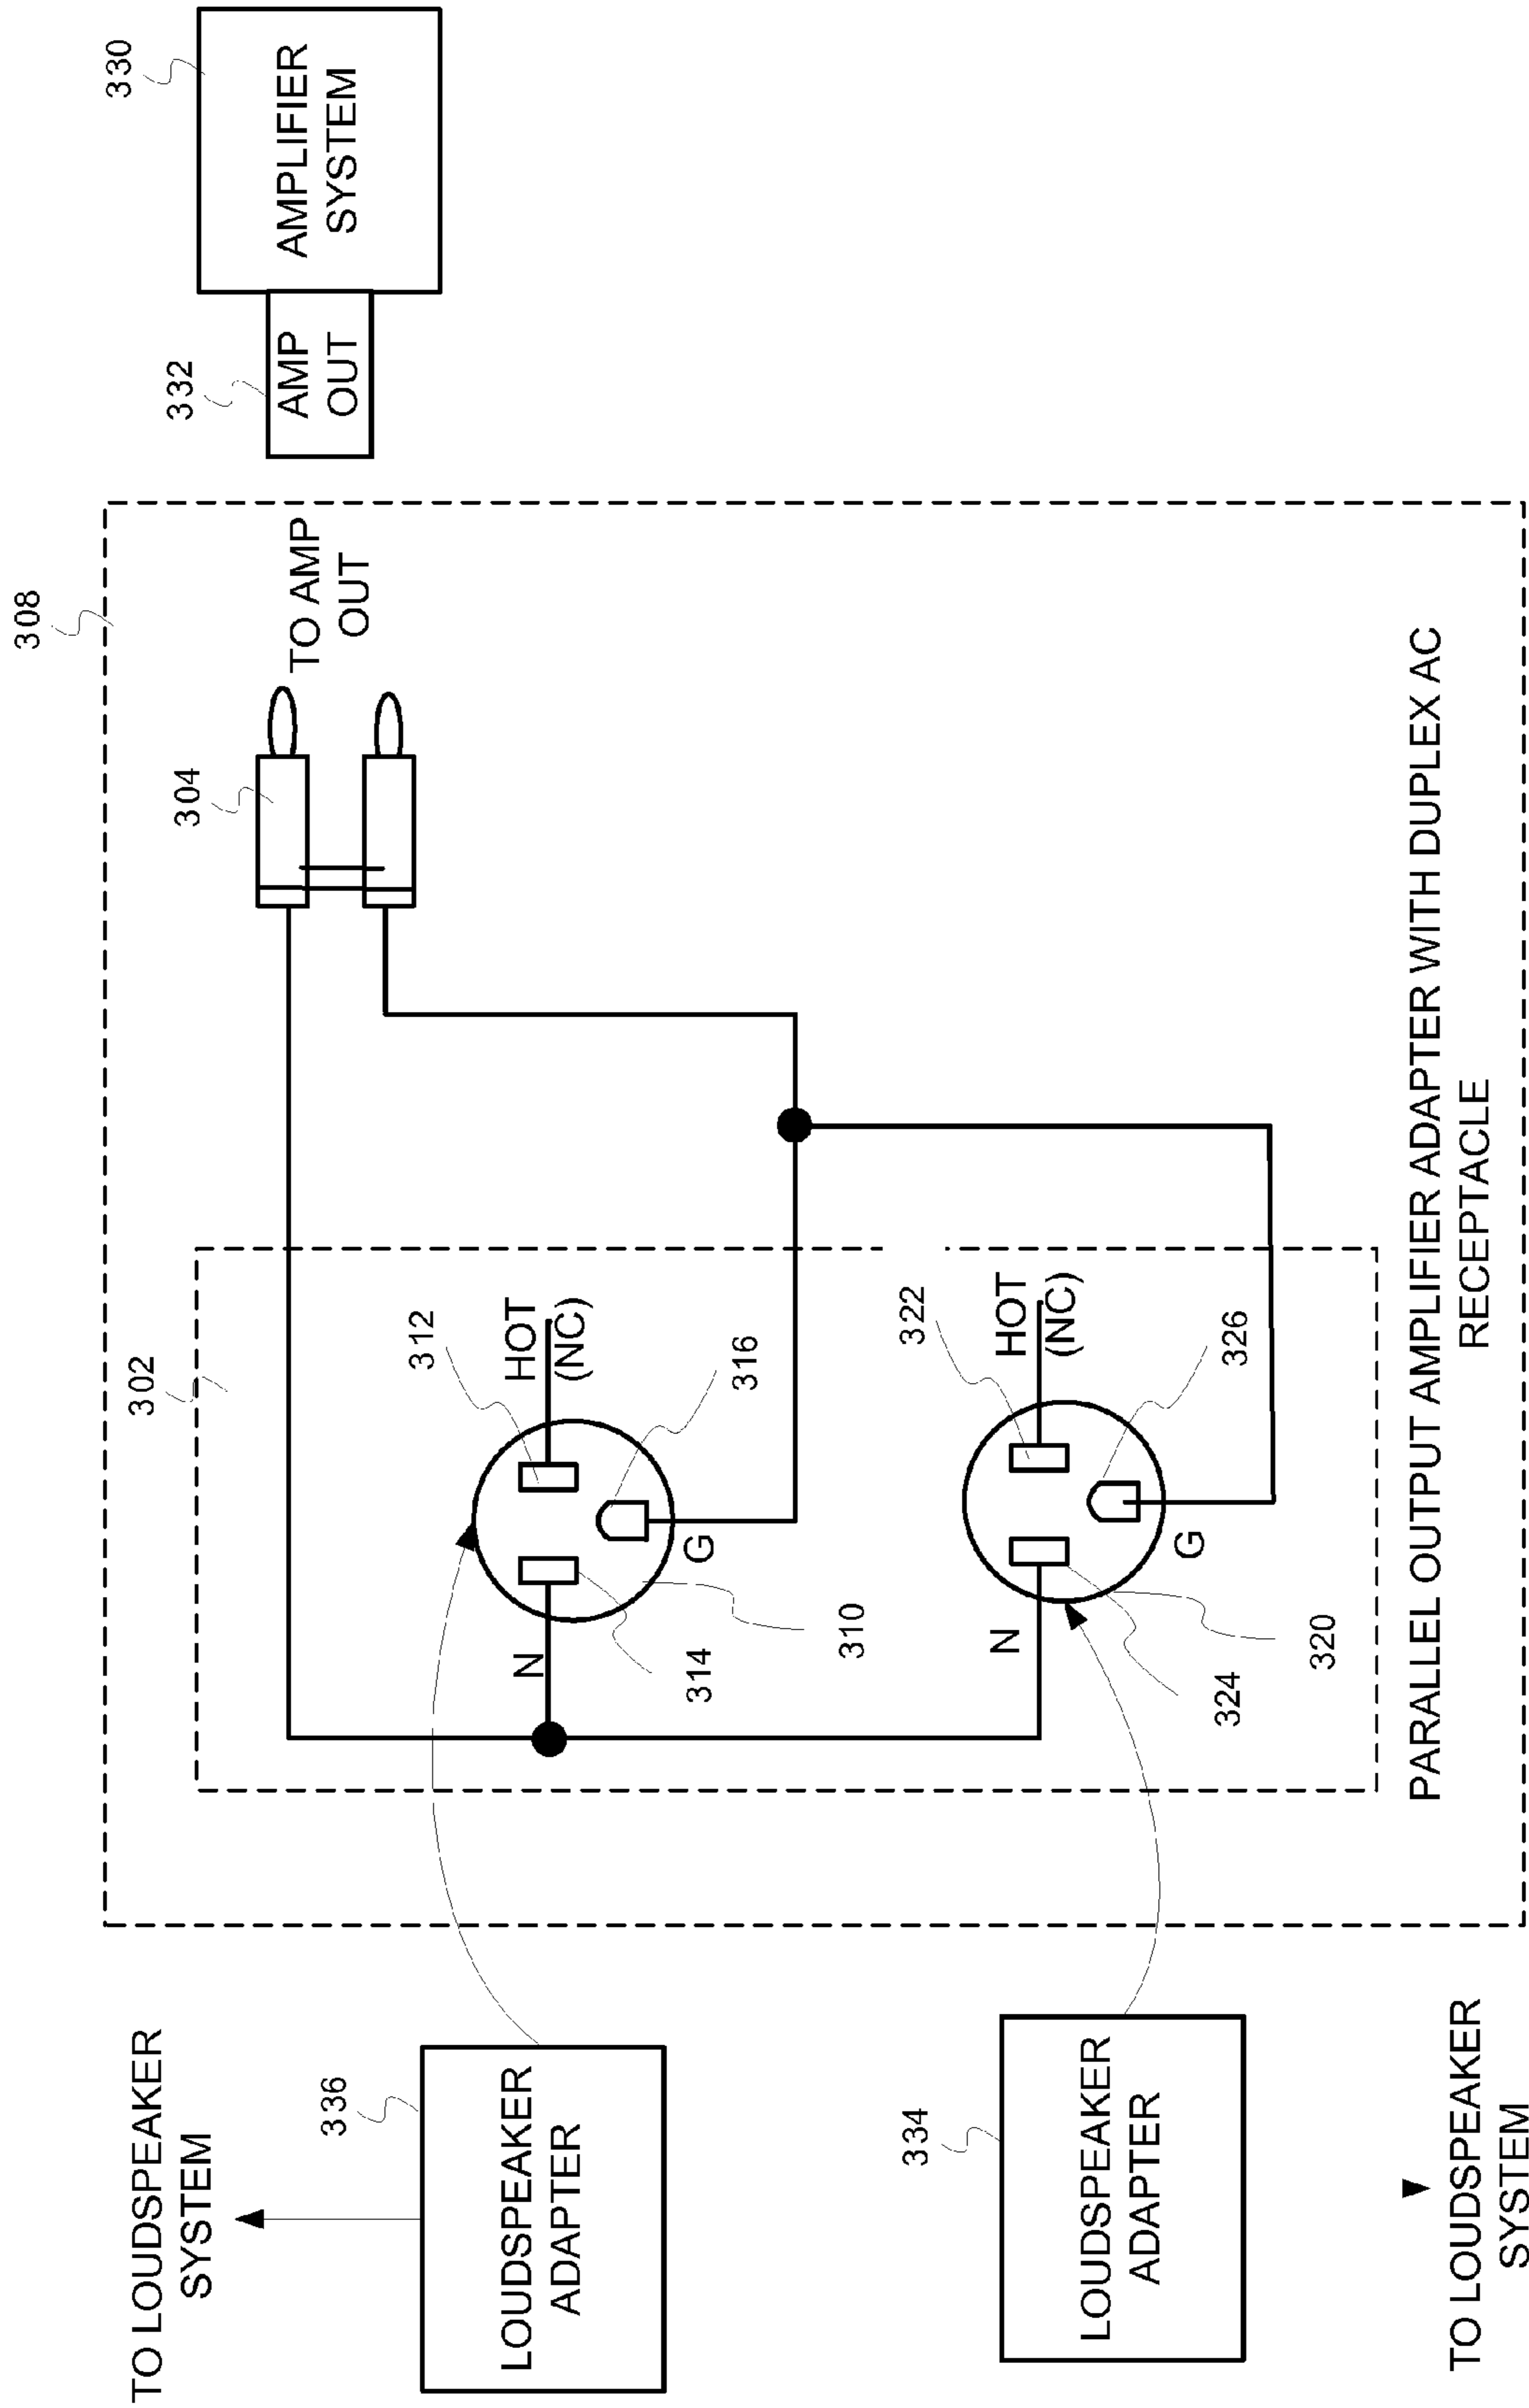 308
330
TO LOUDSPEAKER
SYSTEM
302
304
332
336
TO AMP
OUT
AMP
OUT
AMPLIFIER
SYSTEM
312
LOUDSPEAKER
ADAPTER
N
HOT
(NC)
314
G
310
316
334
322
N
HOT
(NC)
LOUDSPEAKER
ADAPTER
G
324
326
320
PARALLEL OUTPUT AMPLIFIER ADAPTER WITH DUPLEX AC
RECEPTACLE
TO LOUDSPEAKER
SYSTEM